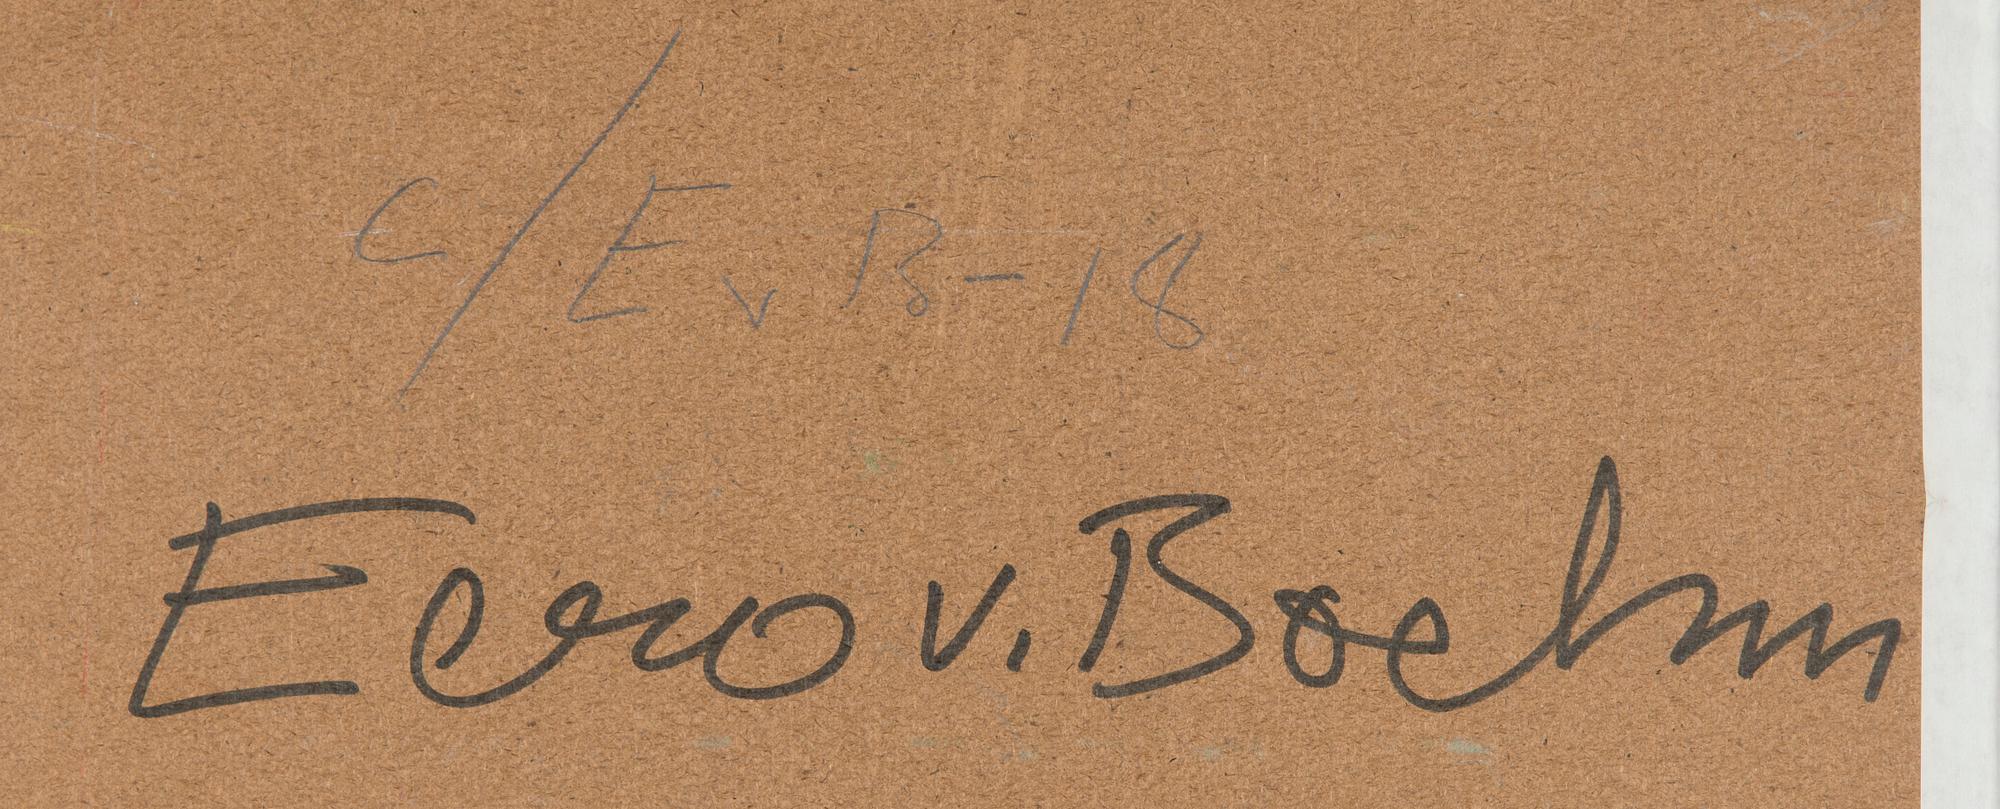 C/E v B-18
Eero v. Boehm